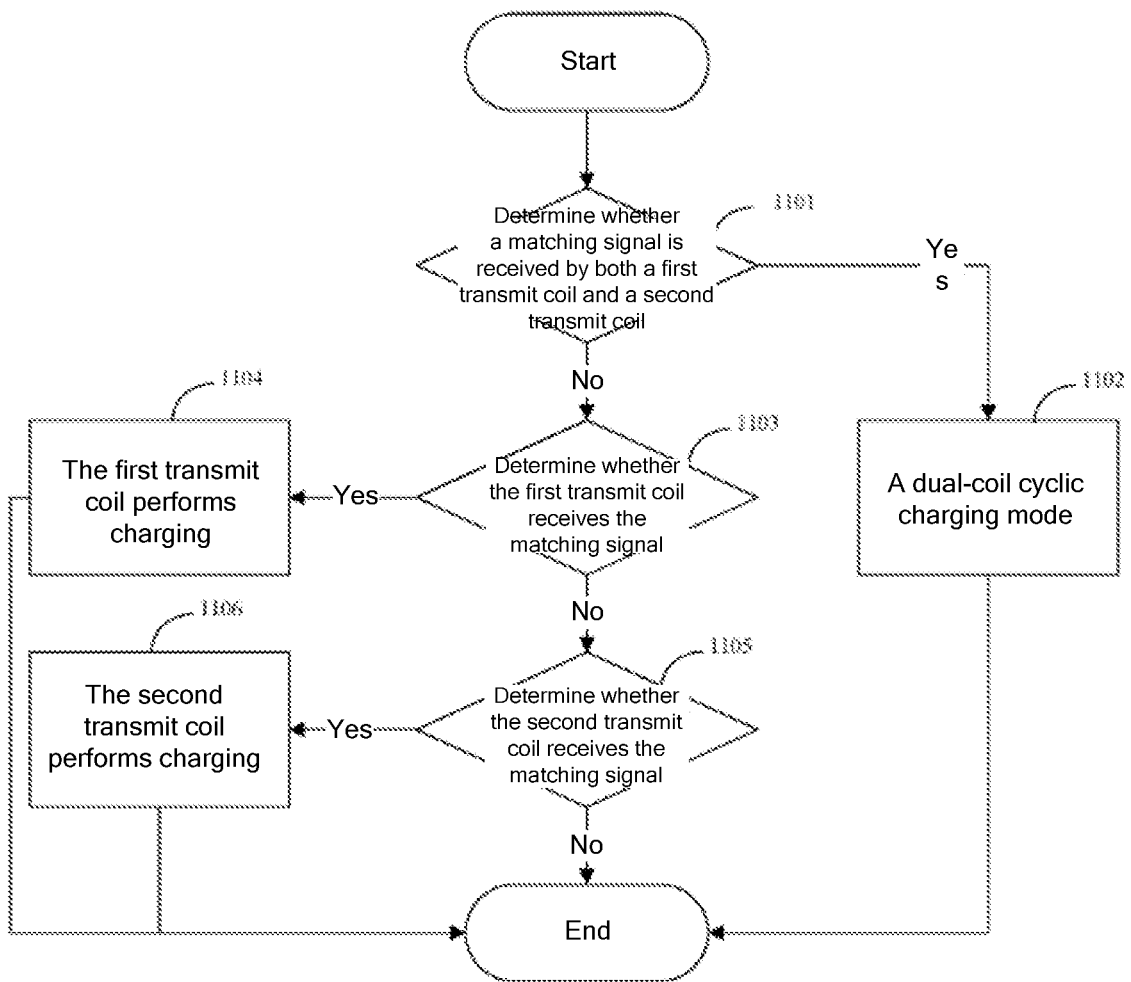 Start
1101
Determine whether
a matching signal is
received by both a first
transmit coil and a second
transmit coil
Ye
s
No
1104
1102
1103
The first transmit
coil performs
charging
Yes
Determine whether
the first transmit coil
receives the
matching signal
A dual-coil cyclic
charging mode
No
1106
1105
The second
transmit coil
performs charging
Yes
Determine whether
the second transmit
coil receives the
matching signal
No
End